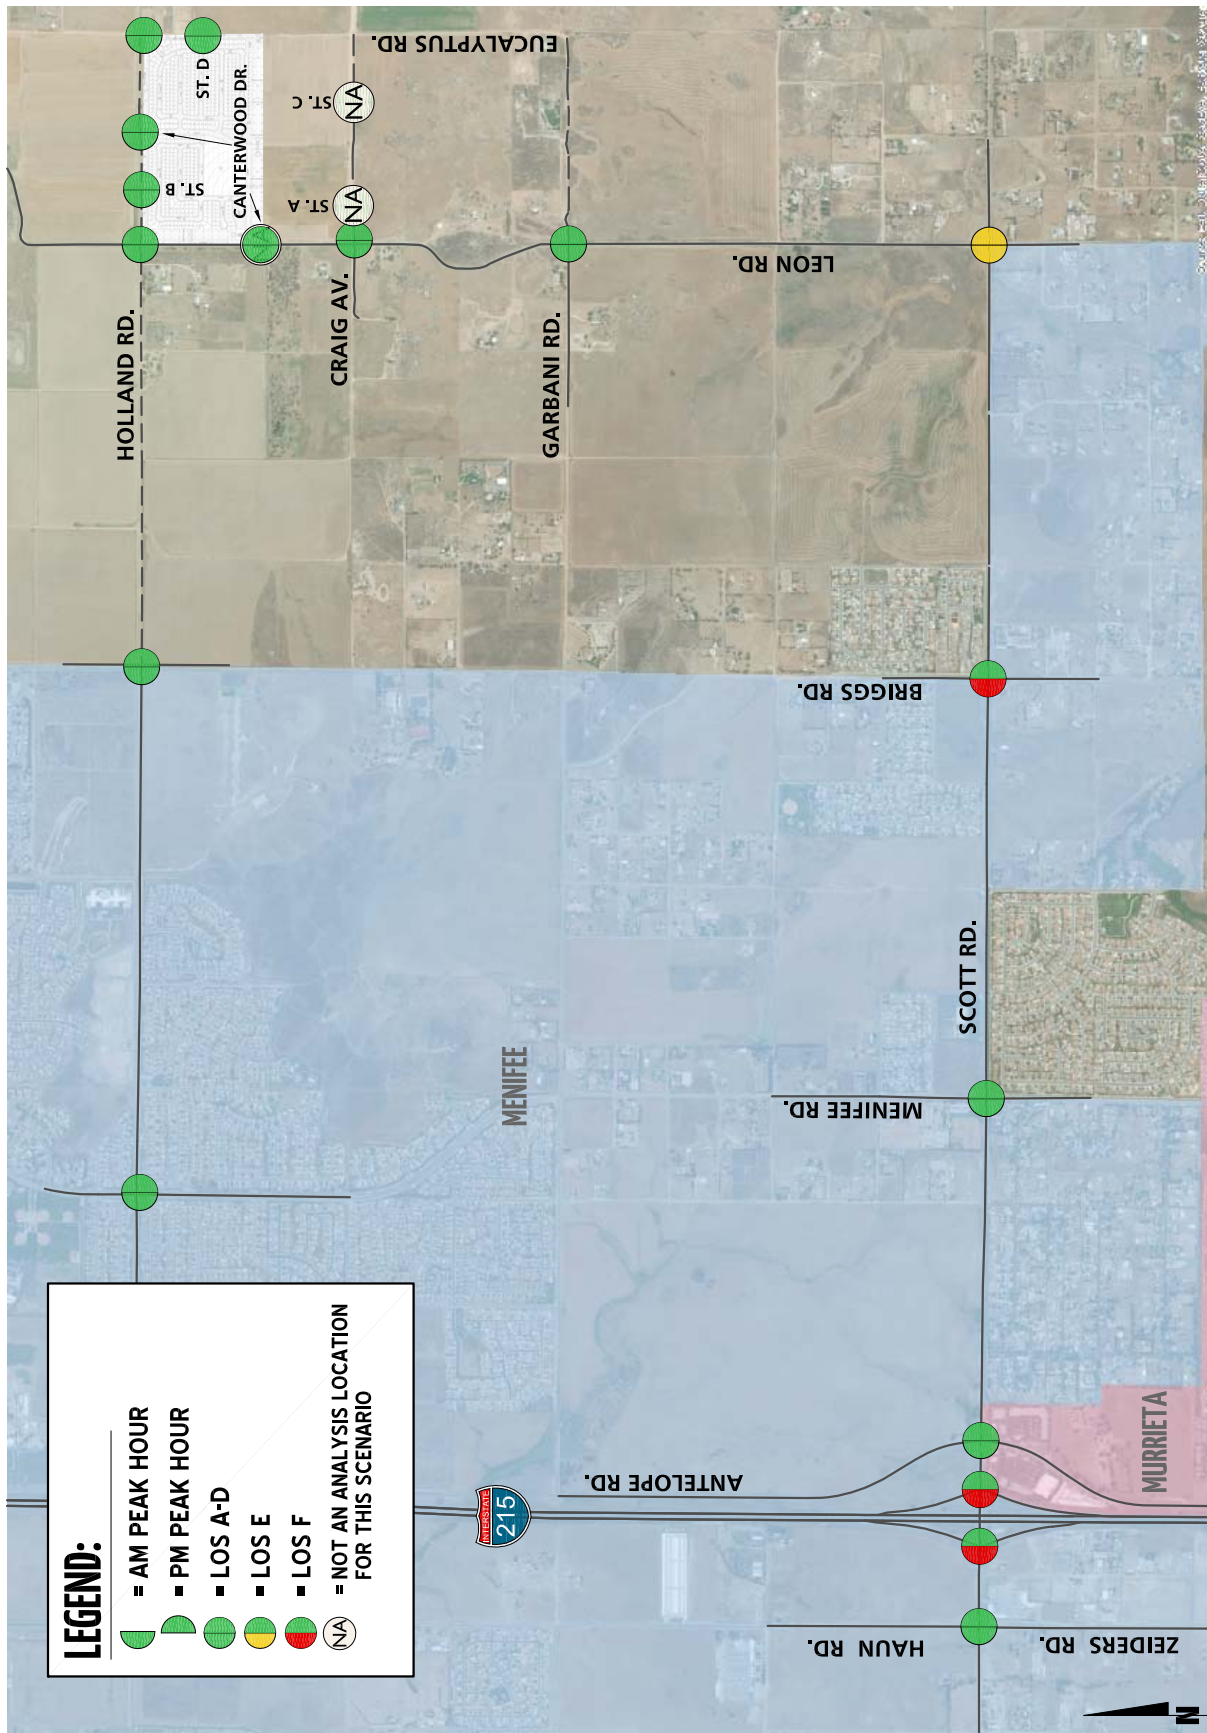 LEGEND:
= AM PEAK HOUR
= PM PEAK HOUR
= LOS A-D
= LOS E
= LOS F
NA
= NOT AN ANALYSIS LOCATION
FOR THIS SCENARIO
INTERSTATE
215
HOLLAND RD.
ST. B
CANTERWOOD DR.
ST. D
NA
CRAIG AV.
ST. A
NA
ST. C
NA
EUCALYPTUS RD.
GARBANI RD.
LEON RD.
BRIGGS RD.
MENIFEE
MENIFEE RD.
SCOTT RD.
ANTELOPE RD.
MURRIETA
HAUN RD.
ZEIDERS RD.
N